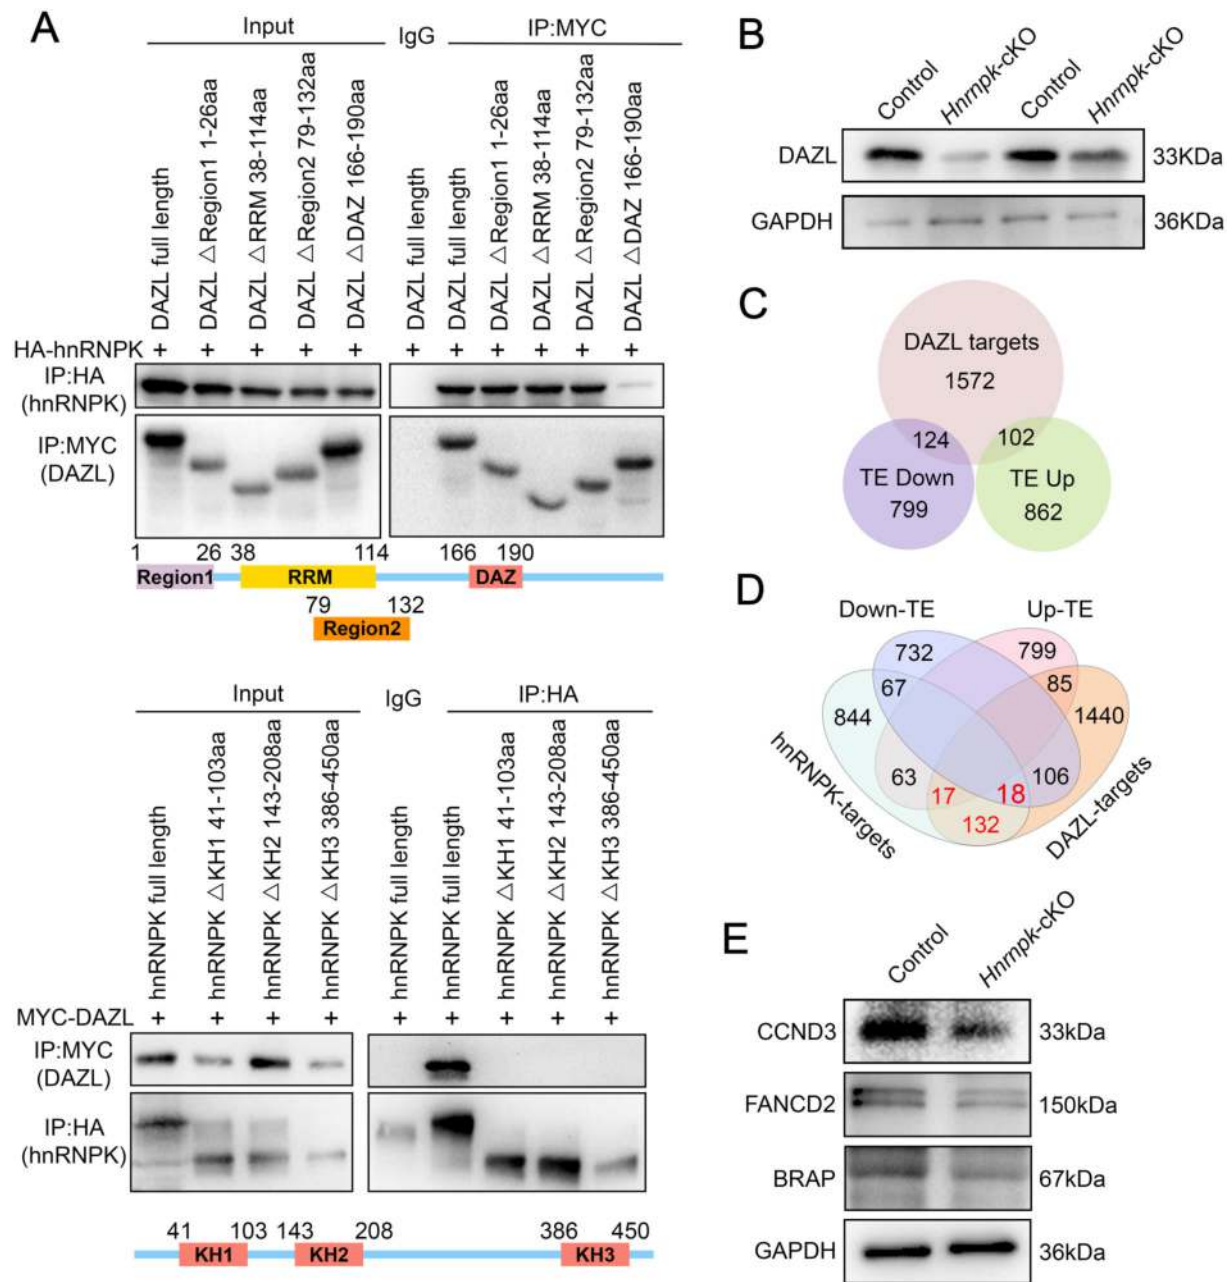 A
Input
IgG
IP:MYC
DAZL full length
DAZL △Region1 1-26aa
DAZL △RRM 38-114aa
DAZL △Region2 79-132aa
DAZL △DAZ 166-190aa
DAZL full length
DAZL full length
DAZL △Region1 1-26aa
DAZL △RRM 38-114aa
DAZL △Region2 79-132aa
DAZL △DAZ 166-190aa
HA-hnRNPK + + + + + + + + + + +
IP:HA
(hnRNPK)
IP:MYC
(DAZL)
1 26 38 114 166 190
Region1 RRM DAZ
79 132
Region2
Input
IgG
IP:HA
hnRNPK full length
hnRNPK △KH1 41-103aa
hnRNPK △KH2 143-208aa
hnRNPK △KH3 386-450aa
hnRNPK full length
hnRNPK full length
hnRNPK △KH1 41-103aa
hnRNPK △KH2 143-208aa
hnRNPK △KH3 386-450aa
MYC-DAZL + + + + + + + + +
IP:MYC
(DAZL)
IP:HA
(hnRNPK)
41 103 143 208 386 450
KH1 KH2 KH3
B
Control
Hnrnpk-cKO
Control
Hnrnpk-cKO
DAZL 33KDa
GAPDH 36KDa
C
DAZL targets
1572
124 102
TE Down TE Up
799 862
D
Down-TE Up-TE
732 799
67 85
844 1440
63 106
17 18
132
hnRNPK-targets
DAZL-targets
E
Control
Hnrnpk-cKO
CCND3 33kDa
FANCD2 150kDa
BRAP 67kDa
GAPDH 36kDa